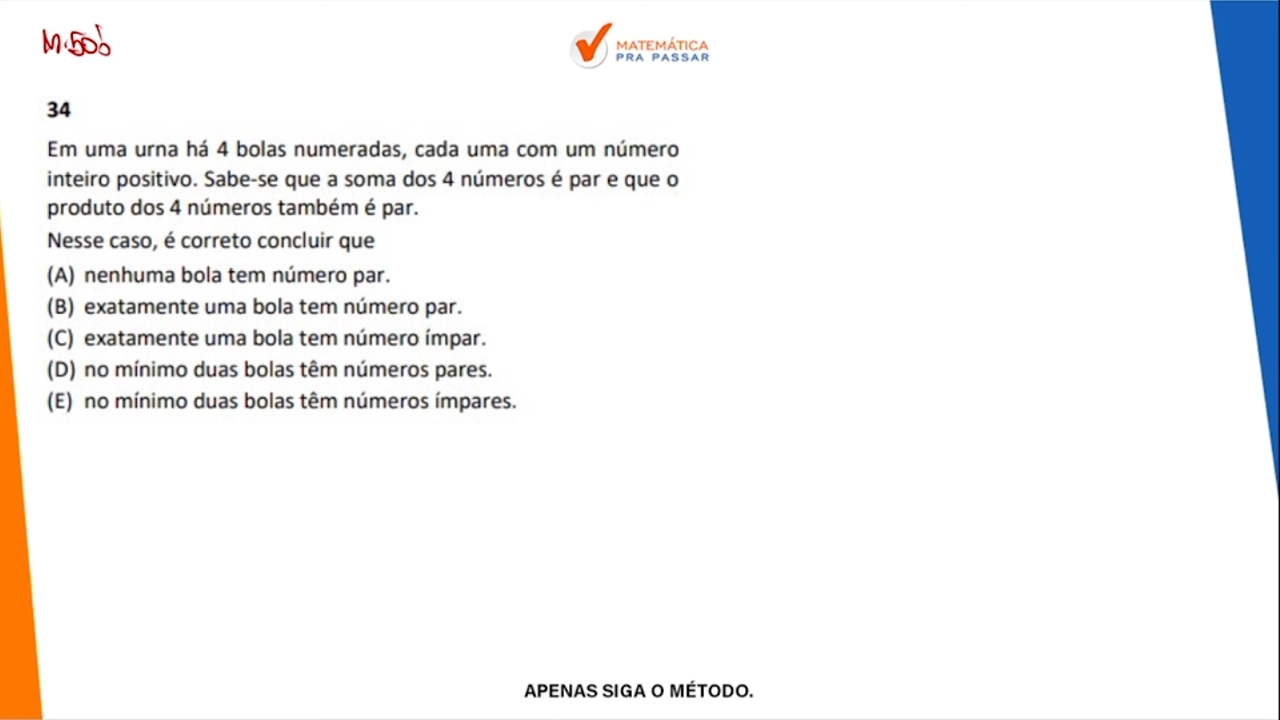 MATEMÁTICA
PRA PASSAR
34
Em uma urna há 4 bolas numeradas, cada uma com um número
inteiro positivo. Sabe-se que a soma dos 4 números é par e que o
produto dos 4 números também é par.
Nesse caso, é correto concluir que
(A) nenhuma bola tem número par.
(B) exatamente uma bola tem número par.
(C) exatamente uma bola tem número ímpar.
(D) no mínimo duas bolas têm números pares.
(E) no mínimo duas bolas têm números ímpares.
APENAS SIGA O MÉTODO.